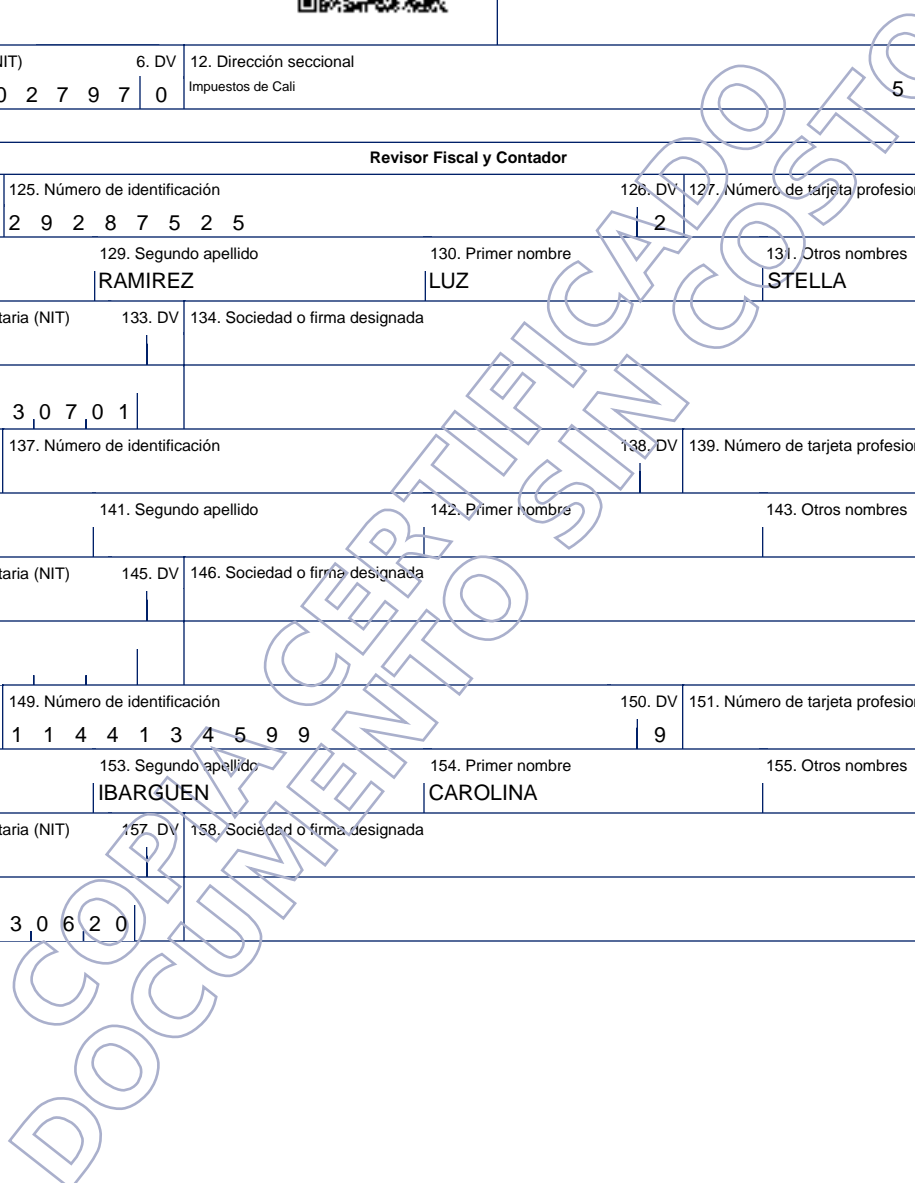 IT) 6. DV 12. Dirección seccional
0 2 7 9 7 0 Impuestos de Cali 5
Revisor Fiscal y Contador
125. Número de identificación 126. DV 127. Número de tarjeta profesion
2 9 2 8 7 5 2 5 2
129. Segundo apellido 130. Primer nombre 131. Otros nombres
RAMIREZ LUZ STELLA
taria (NIT) 133. DV 134. Sociedad o firma designada
3 0 7 0 1
137. Número de identificación 138. DV 139. Número de tarjeta profesion
141. Segundo apellido 142. Primer nombre 143. Otros nombres
taria (NIT) 145. DV 146. Sociedad o firma designada
149. Número de identificación 150. DV 151. Número de tarjeta profesion
1 1 4 4 1 3 4 5 9 9 9
153. Segundo apellido 154. Primer nombre 155. Otros nombres
IBARGUEN CAROLINA
taria (NIT) 157. DV 158. Sociedad o firma designada
3 0 6 2 0
COPIA CERTIFICADO
DOCUMENTO SIN COSTO